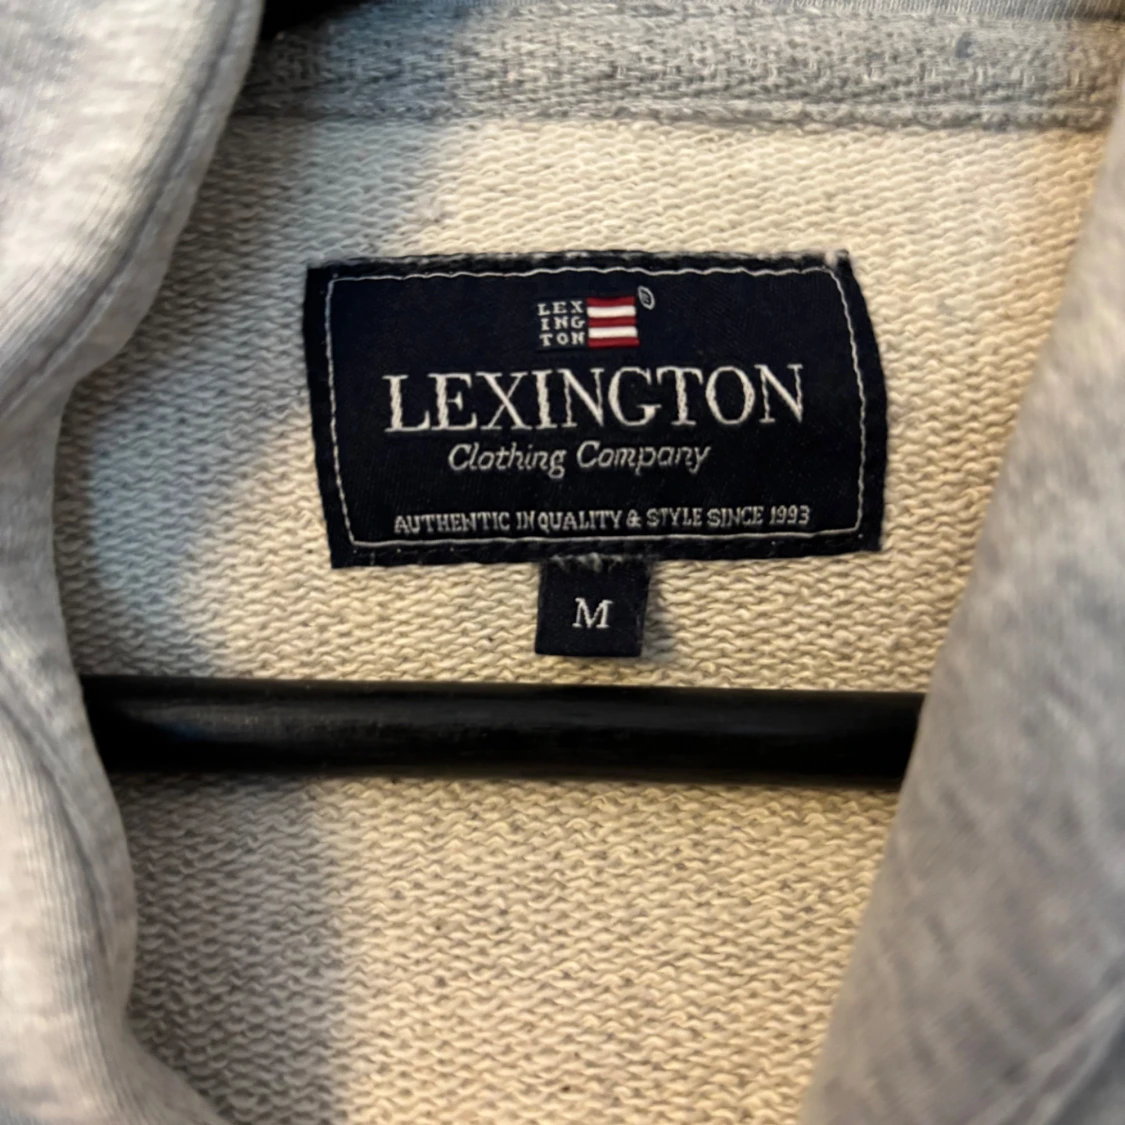 LEX
ING
TON
®
LEXINGTON
Clothing Company
AUTHENTIC IN QUALITY & STYLE SINCE 1993
M